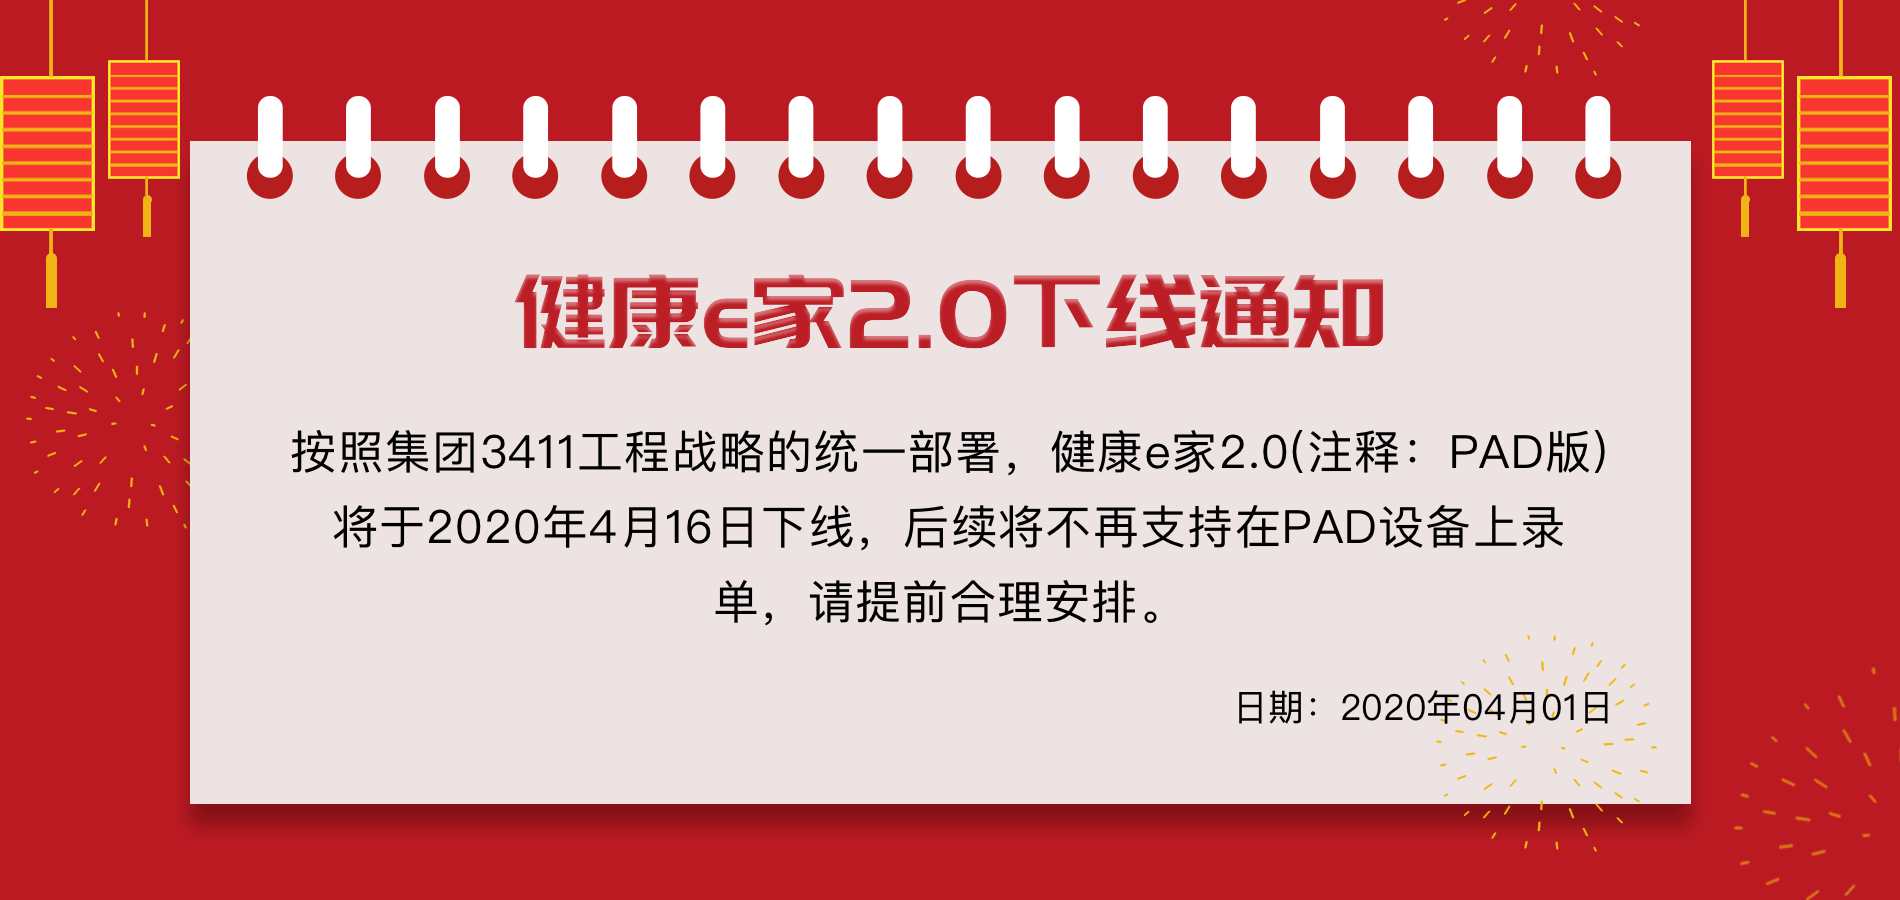 健康e家2.0下线通知
按照集团3411工程战略的统一部署，健康e家2.0(注释：PAD版)
将于2020年4月16日下线，后续将不再支持在PAD设备上录
单，请提前合理安排。
日期：2020年04月01日